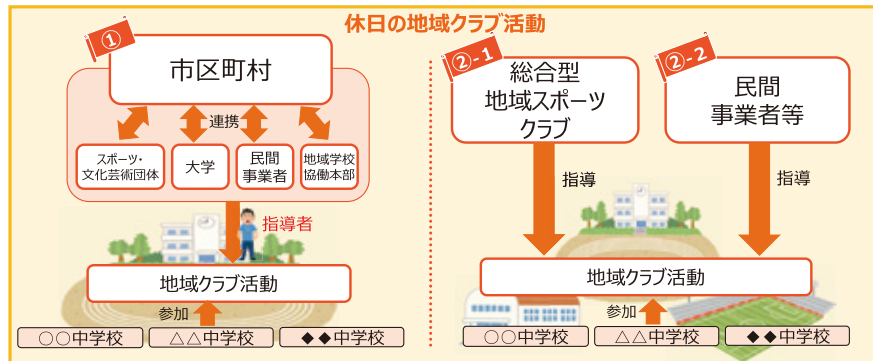 休日の地域クラブ活動
①
市区町村
連携
スポーツ・
文化芸術団体
大学
民間
事業者
地域学校
協働本部
指導者
地域クラブ活動
参加
○○中学校
△△中学校
◆◆中学校
②-1
総合型
地域スポーツ
クラブ
②-2
民間
事業者等
指導
指導
地域クラブ活動
参加
○○中学校
△△中学校
◆◆中学校